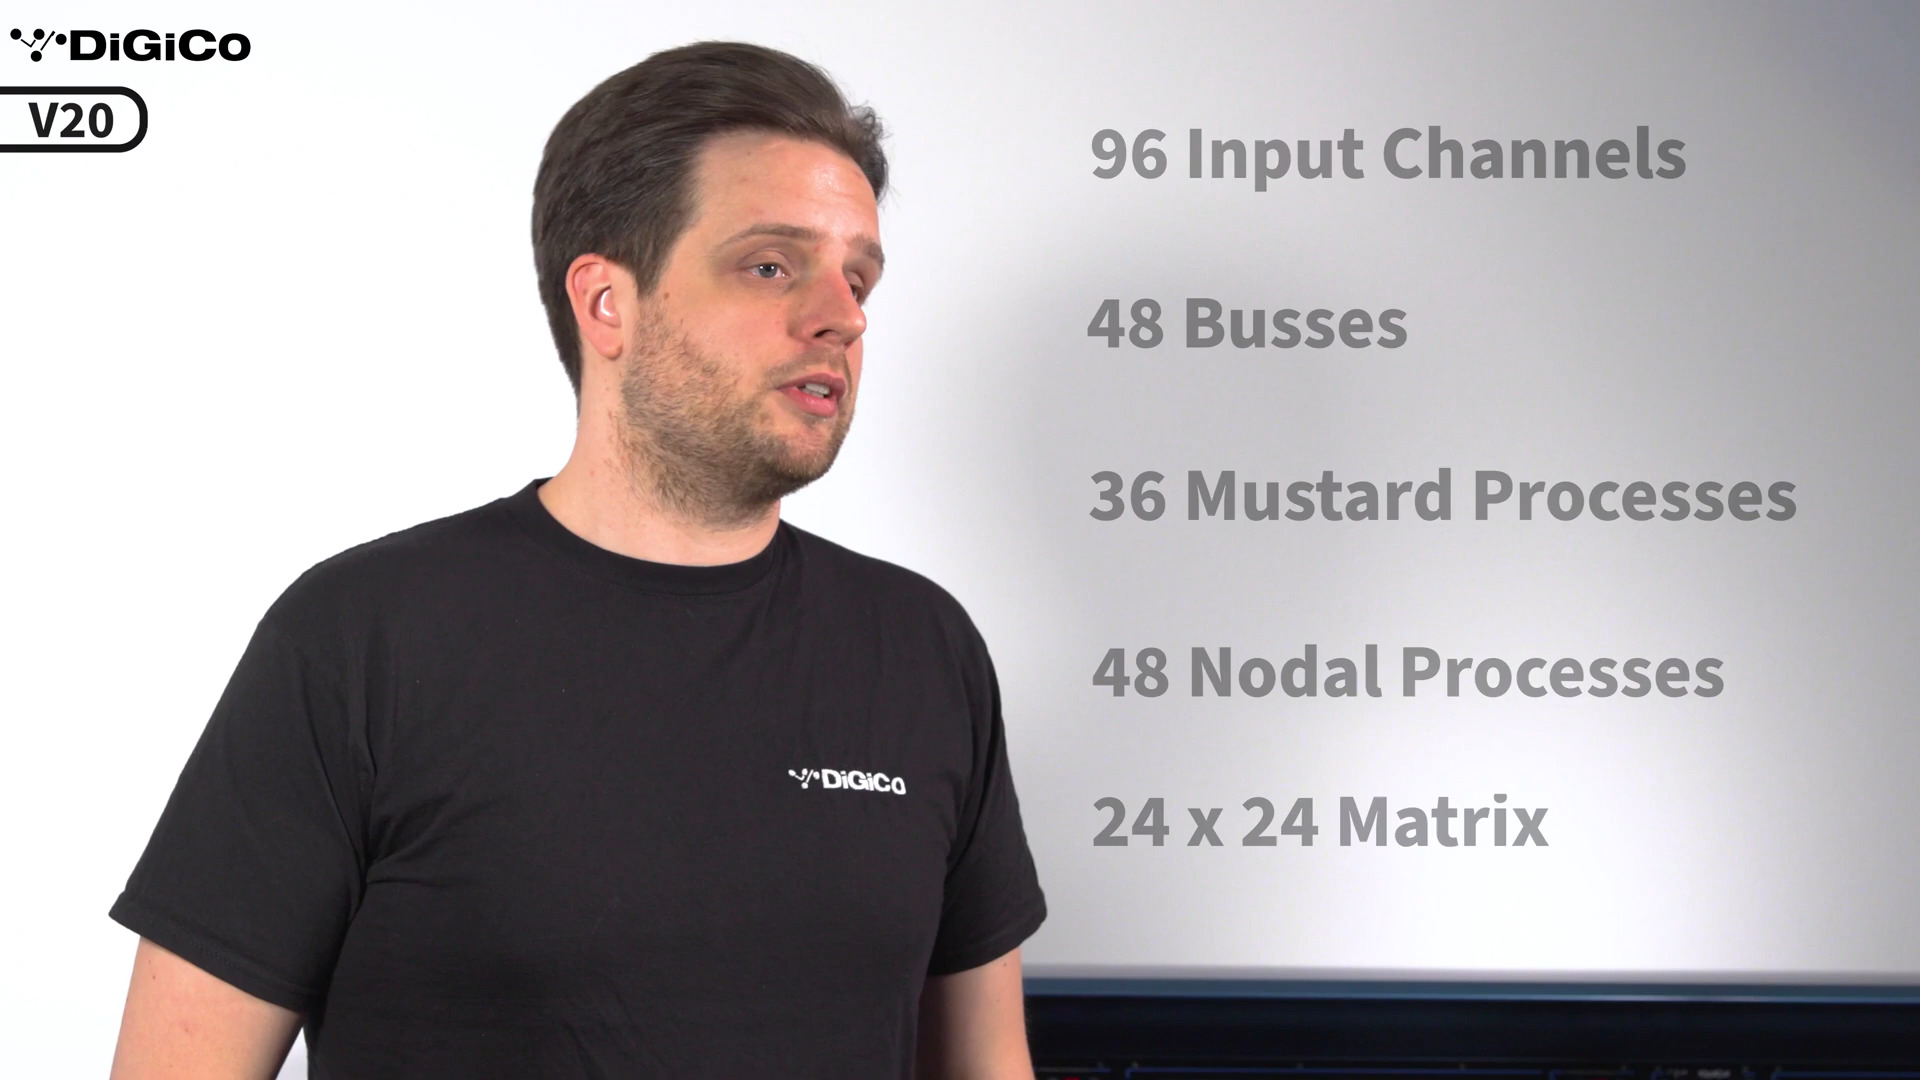 DiGiCo
V20
96 Input Channels
48 Busses
36 Mustard Processes
48 Nodal Processes
24 x 24 Matrix
DiGiCo